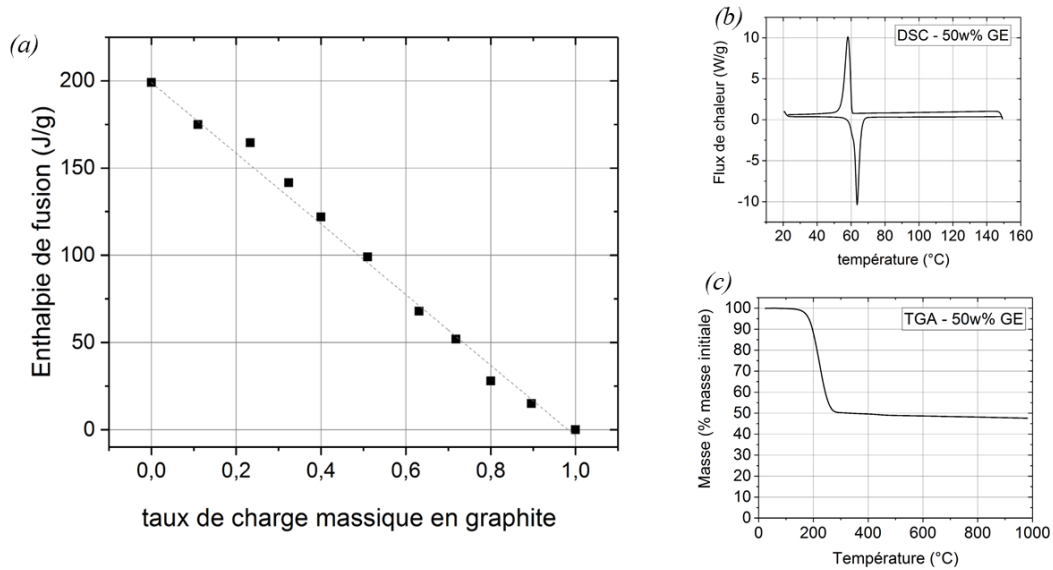 (a)
Enthalpie de fusion (J/g)
200
150
100
50
0
0,0 0,2 0,4 0,6 0,8 1,0
taux de charge massique en graphite
(b)
DSC - 50w% GE
Flux de chaleur (W/g)
10
5
0
-5
-10
20 40 60 80 100 120 140 160
température (°C)
(c)
TGA - 50w% GE
Masse (% masse initiale)
100
90
80
70
60
50
40
30
20
10
0
0 200 400 600 800 1000
Température (°C)